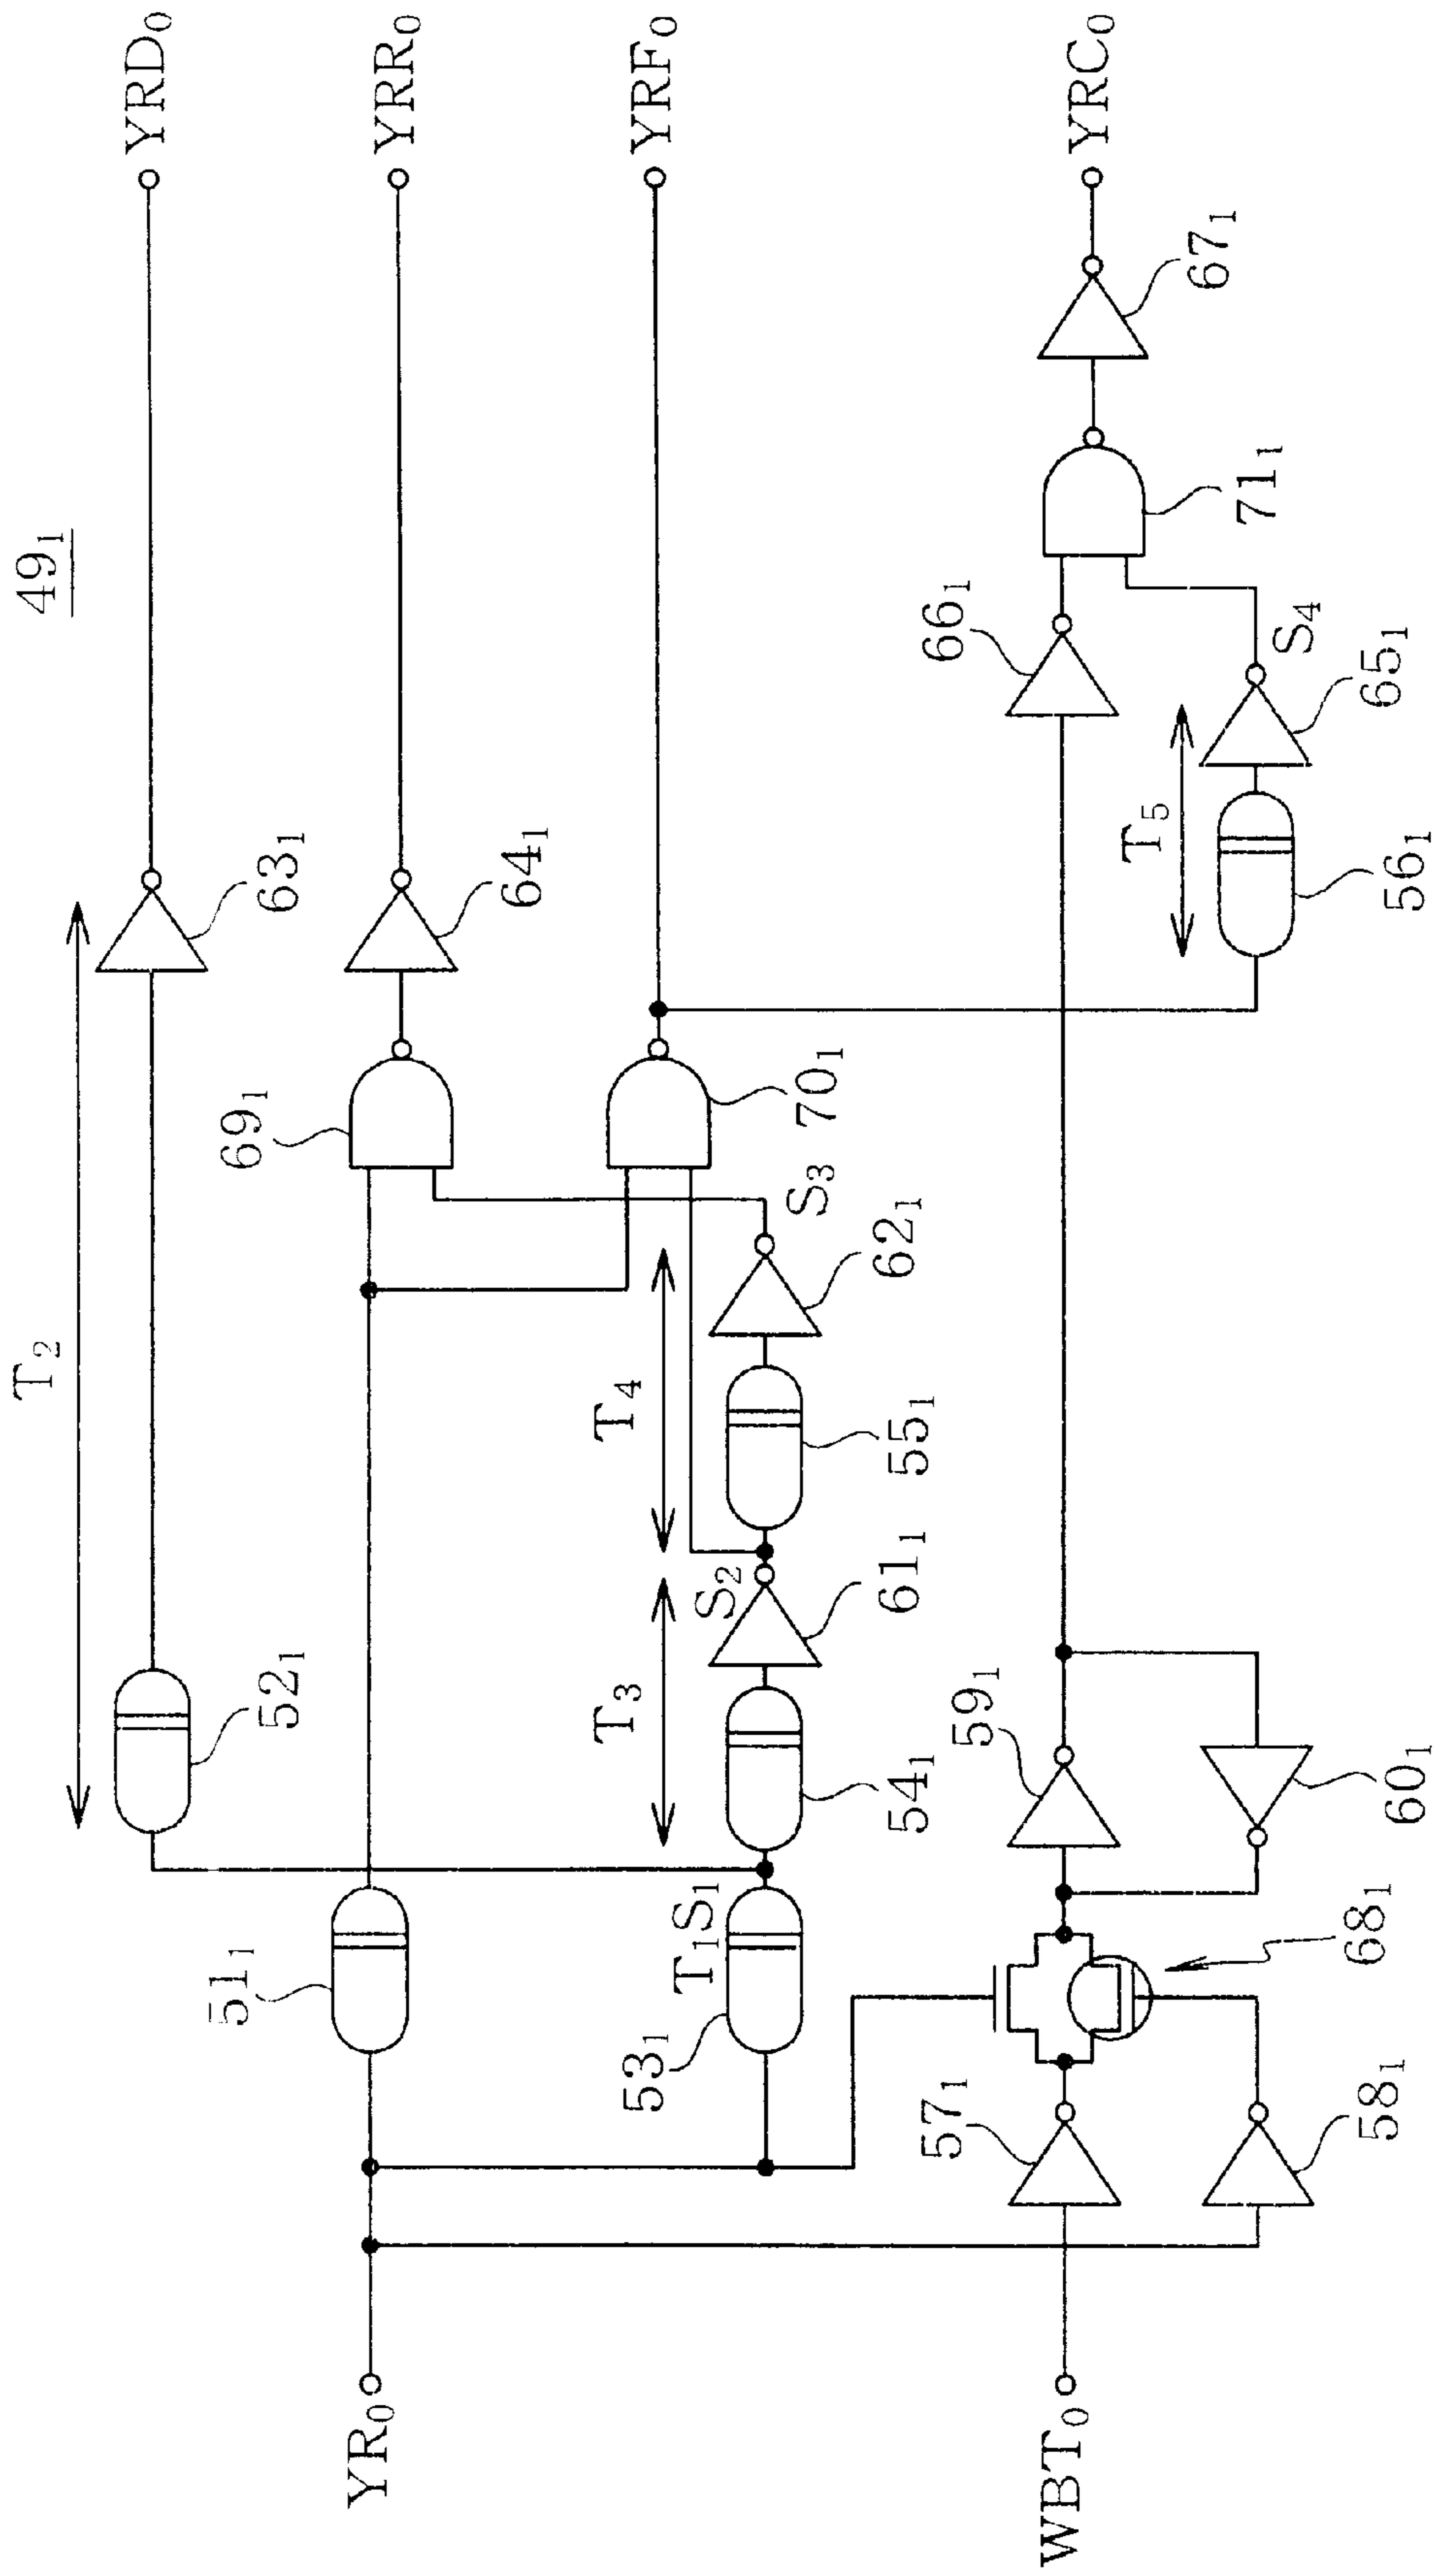 49₁
T₂
YRD₀
52₁
63₁
YR₀
51₁
69₁
64₁
YRR₀
53₁
T₁S₁
T₃
54₁
S₂
61₁
T₄
55₁
62₁
S₃
70₁
YRF₀
WBT₀
57₁
58₁
68₁
59₁
60₁
T₅
56₁
65₁
S₄
66₁
71₁
67₁
YRC₀